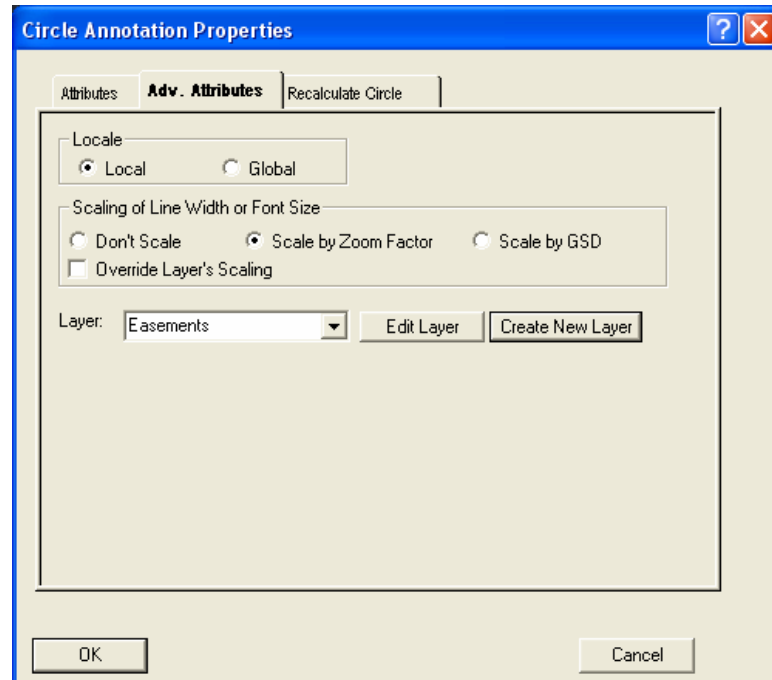 Circle Annotation Properties
Attributes Adv. Attributes Recalculate Circle
Locale
Local Global
Scaling of Line Width or Font Size
Don't Scale Scale by Zoom Factor Scale by GSD
Override Layer's Scaling
Layer: Easements Edit Layer Create New Layer
OK Cancel